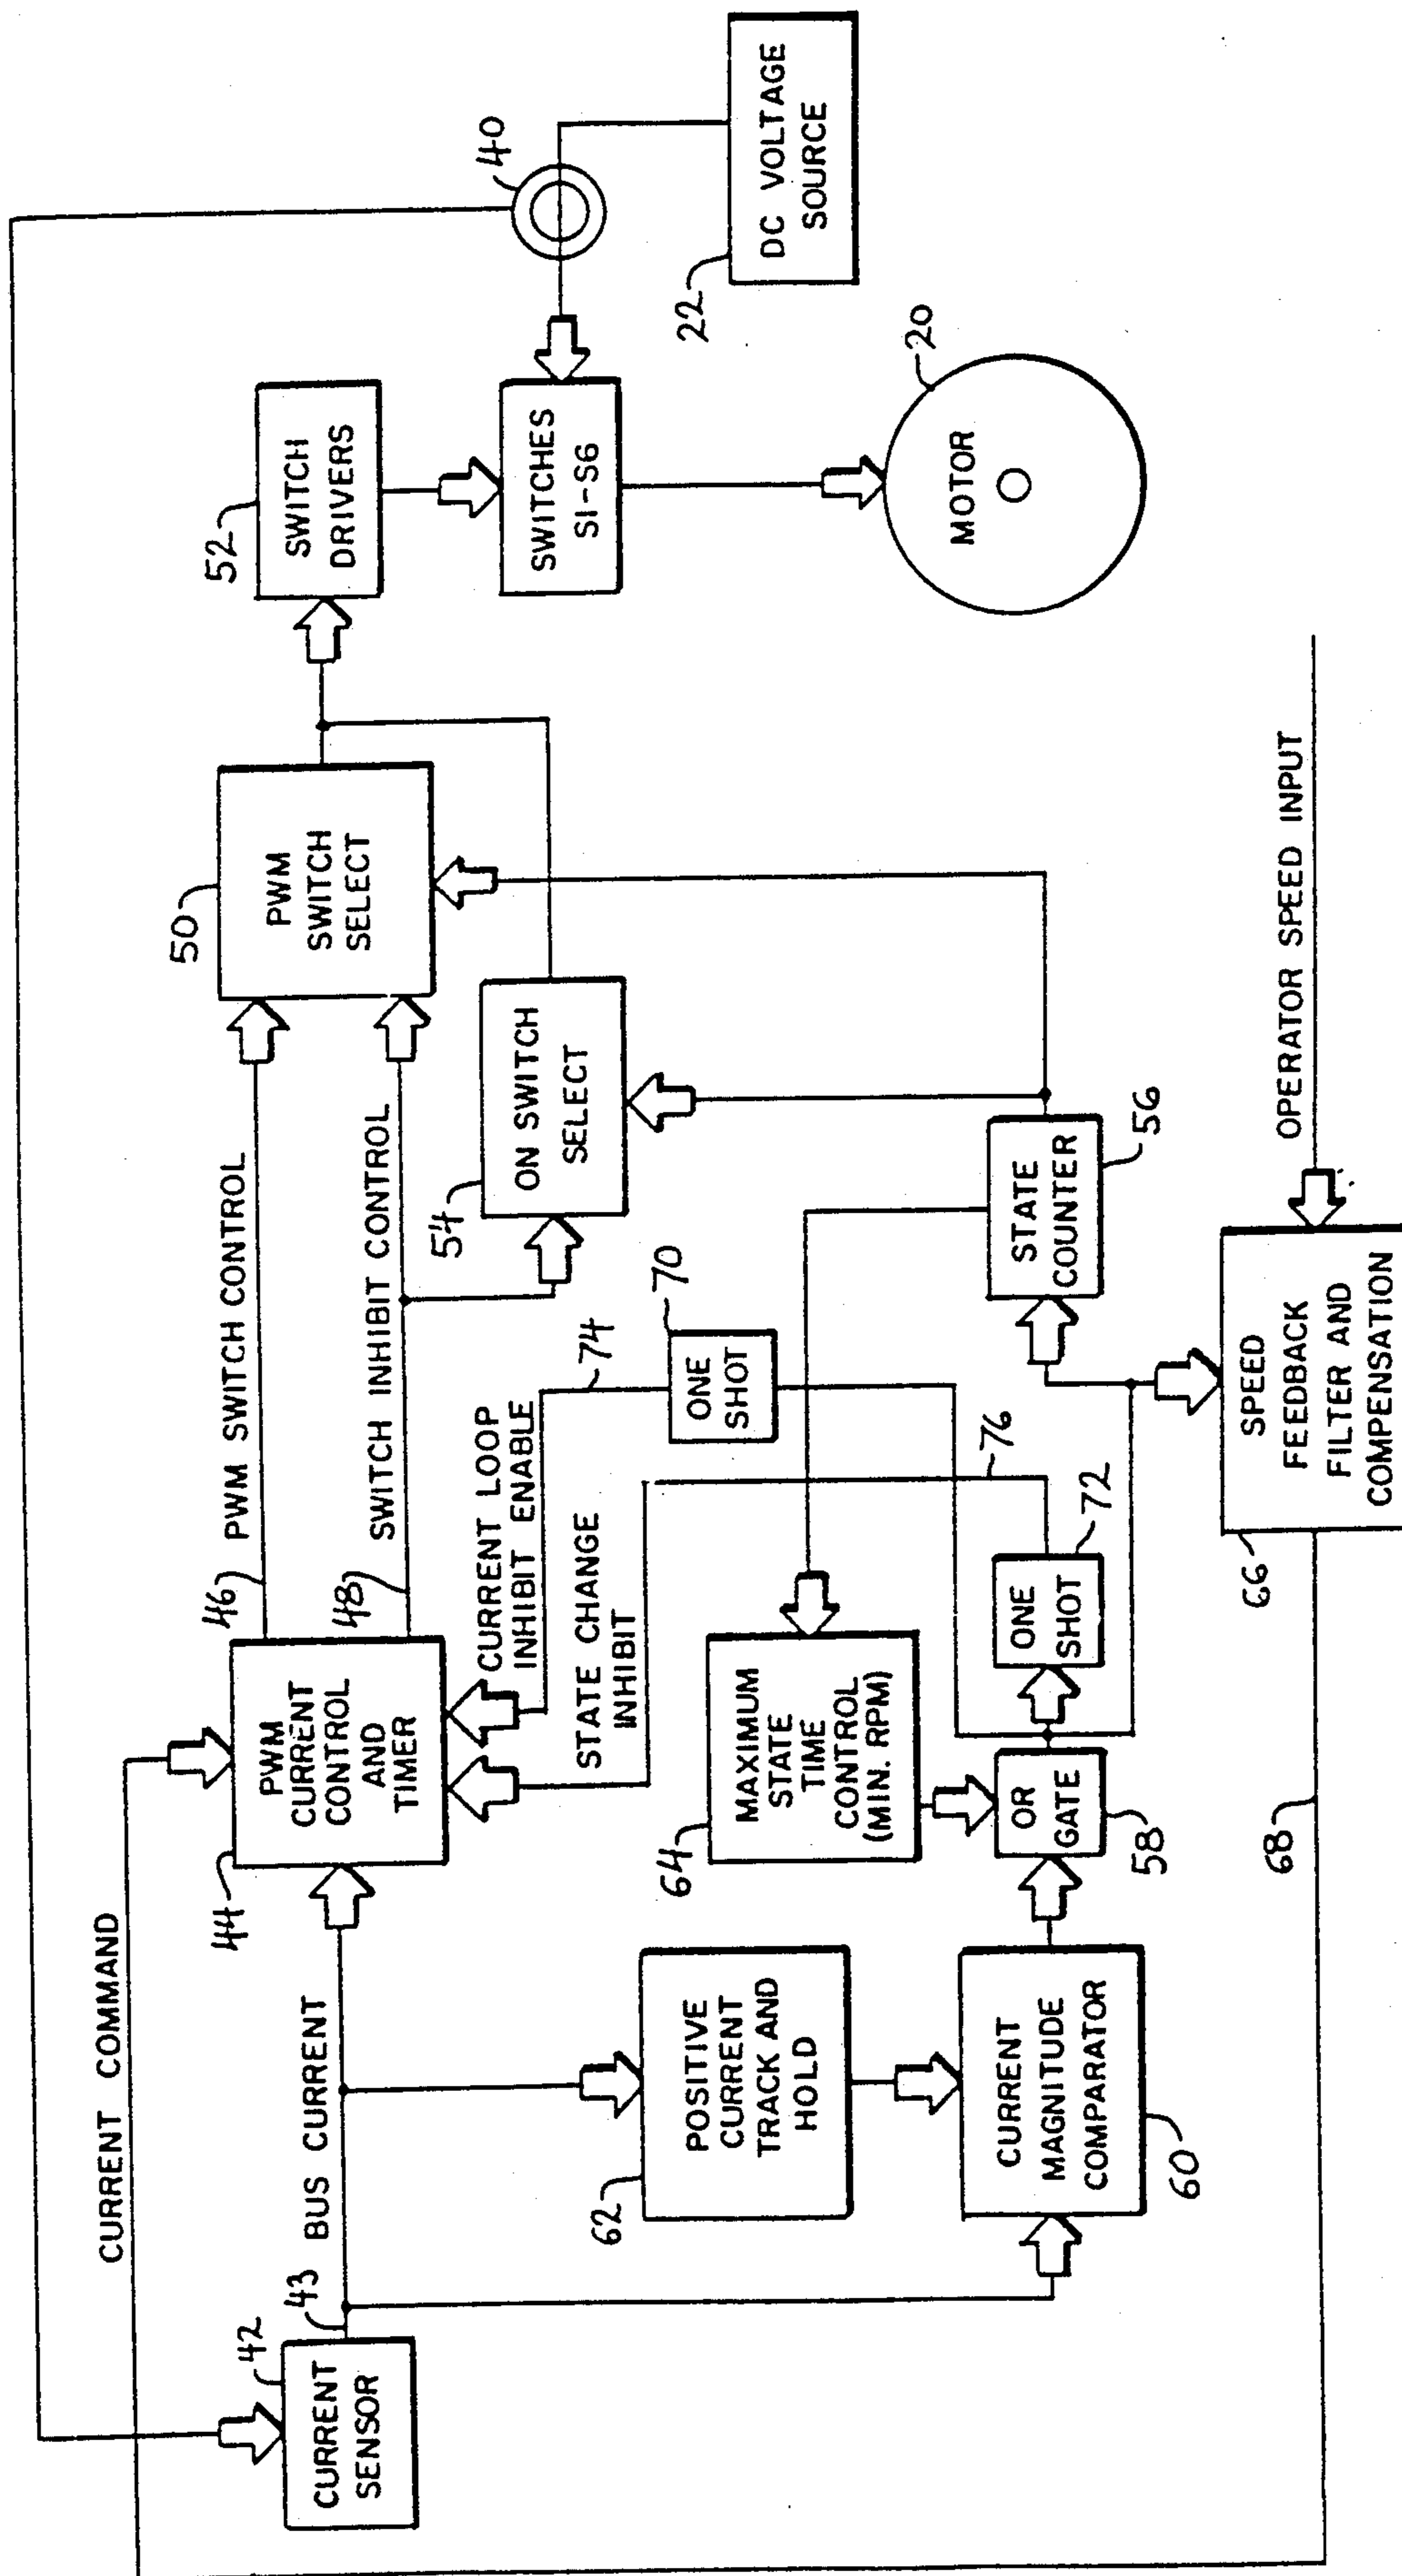 CURRENT COMMAND
CURRENT
SENSOR
42
43
BUS CURRENT
44
PWM
CURRENT
CONTROL
AND
TIMER
46
PWM SWITCH CONTROL
48
SWITCH INHIBIT CONTROL
50
PWM
SWITCH
SELECT
52
SWITCH
DRIVERS
40
SWITCHES
S1-S6
22
DC VOLTAGE
SOURCE
20
MOTOR
54
ON SWITCH
SELECT
CURRENT LOOP
INHIBIT ENABLE
74
70
ONE
SHOT
STATE CHANGE
INHIBIT
76
62
POSITIVE
CURRENT
TRACK AND
HOLD
64
MAXIMUM
STATE
TIME
CONTROL
(MIN. RPM)
60
CURRENT
MAGNITUDE
COMPARATOR
58
OR
GATE
72
ONE
SHOT
56
STATE
COUNTER
66
SPEED
FEEDBACK
FILTER AND
COMPENSATION
68
OPERATOR SPEED INPUT